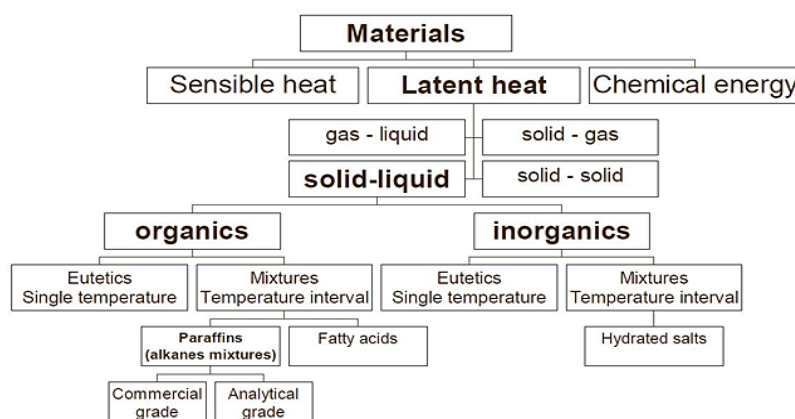 Materials
Sensible heat
Latent heat
Chemical energy
gas - liquid
solid - gas
solid-liquid
solid - solid
organics
inorganics
Eutetics
Single temperature
Mixtures
Temperature interval
Eutetics
Single temperature
Mixtures
Temperature interval
Paraffins
(alkanes mixtures)
Fatty acids
Hydrated salts
Commercial
grade
Analytical
grade